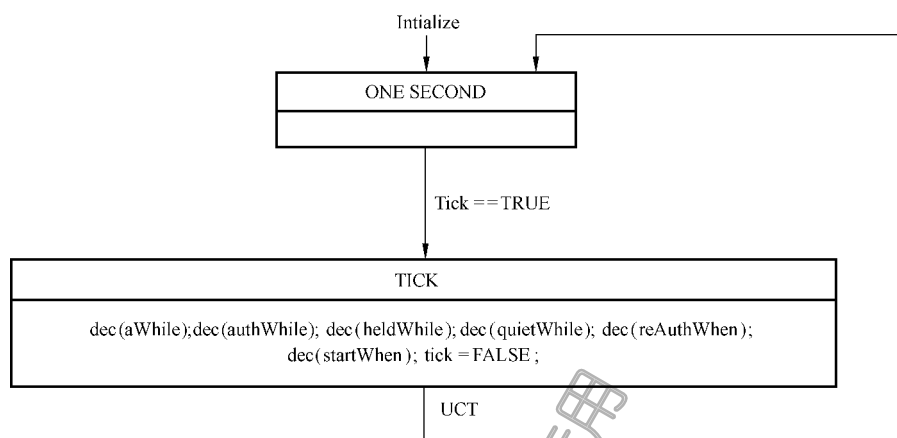 Intialize
ONE SECOND
Tick ==TRUE
TICK
dec(aWhile);dec(authWhile); dec(heldWhile); dec(quietWhile); dec(reAuthWhen);
dec(startWhen); tick =FALSE ;
UCT
用